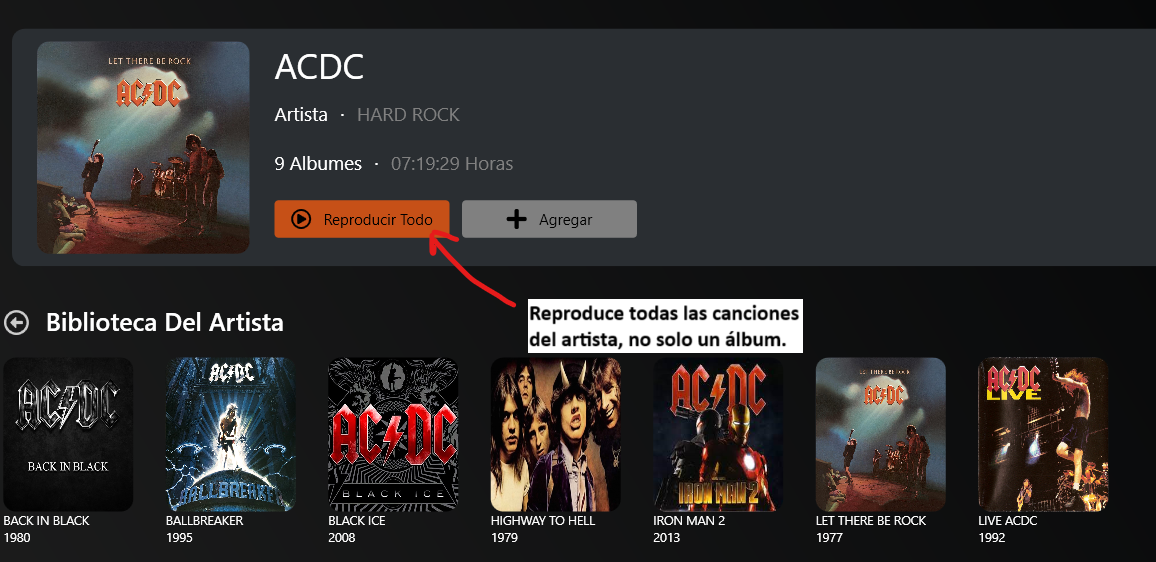 LET THERE BE ROCK
AC DC
ACDC
Artista · HARD ROCK
9 Albumes · 07:19:29 Horas
Reproducir Todo
Agregar
Reproduce todas las canciones
del artista, no solo un álbum.
Biblioteca Del Artista
AC DC
BACK IN BLACK
AC DC
BALLBREAKER
AC DC
BLACK ICE
AC DC
IRON MAN 2
LET THERE BE ROCK
AC DC
AC DC
LIVE
BACK IN BLACK
1980
BALLBREAKER
1995
BLACK ICE
2008
HIGHWAY TO HELL
1979
IRON MAN 2
2013
LET THERE BE ROCK
1977
LIVE ACDC
1992